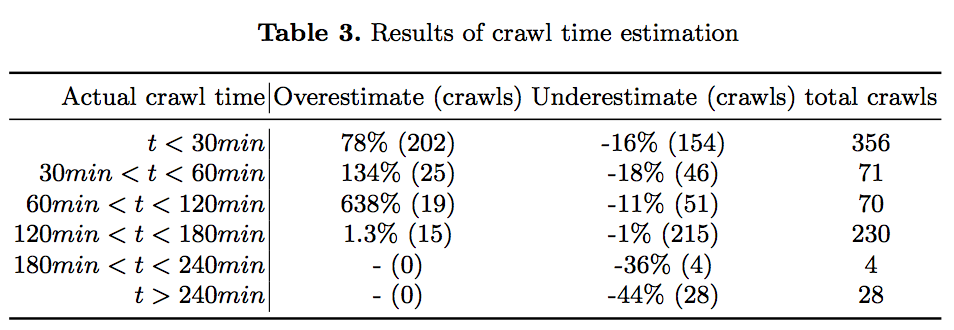 Table 3. Results of crawl time estimation
Actual crawl time Overestimate (crawls) Underestimate (crawls) total crawls
t < 30min 78% (202) -16% (154) 356
30min < t < 60min 134% (25) -18% (46) 71
60min < t < 120min 638% (19) -11% (51) 70
120min < t < 180min 1.3% (15) -1% (215) 230
180min < t < 240min - (0) -36% (4) 4
t > 240min - (0) -44% (28) 28